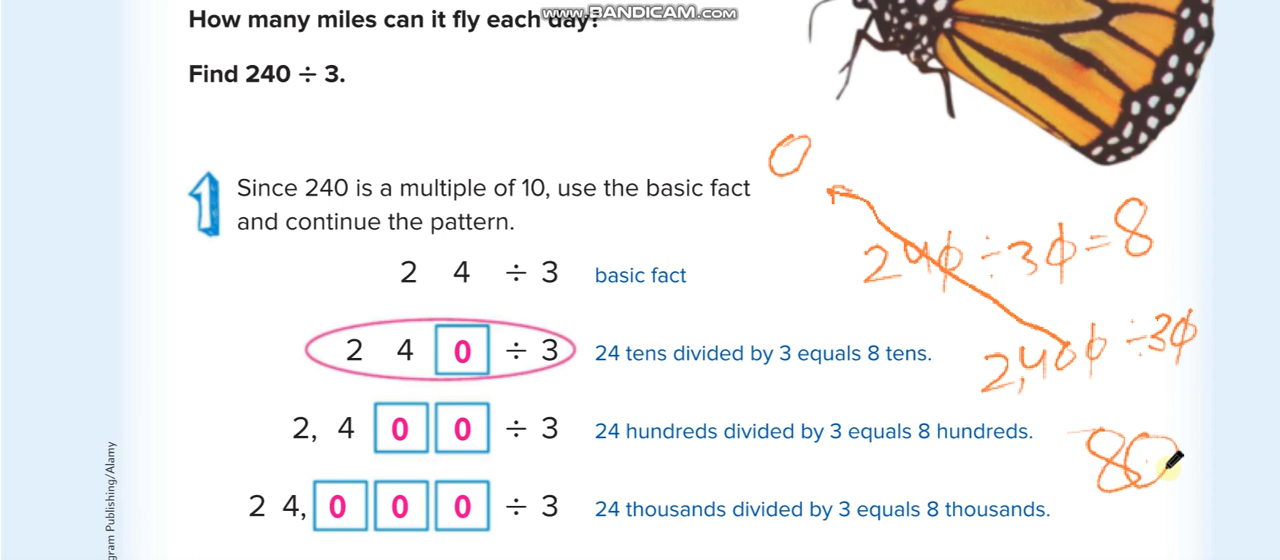 How many miles can it fly each day?
www.BANDICAM.com
Find 240 ÷ 3.
0
1 Since 240 is a multiple of 10, use the basic fact
and continue the pattern.
240 ÷ 30 = 8
2 4 ÷ 3 basic fact
2 4 0 ÷ 3 24 tens divided by 3 equals 8 tens.
2,400 ÷ 30
2, 4 0 0 ÷ 3 24 hundreds divided by 3 equals 8 hundreds.
80
2 4, 0 0 0 ÷ 3 24 thousands divided by 3 equals 8 thousands.
gram Publishing/Alamy